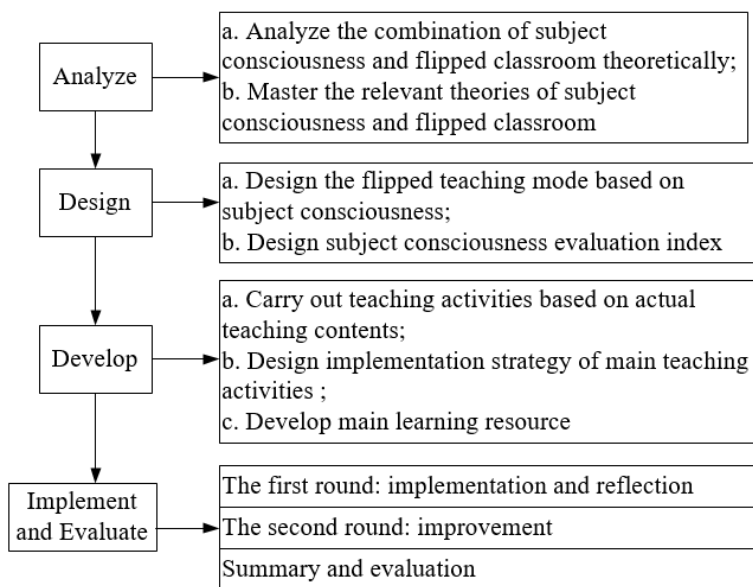 Analyze
a. Analyze the combination of subject
consciousness and flipped classroom theoretically;
b. Master the relevant theories of subject
consciousness and flipped classroom
Design
a. Design the flipped teaching mode based on
subject consciousness;
b. Design subject consciousness evaluation index
Develop
a. Carry out teaching activities based on actual
teaching contents;
b. Design implementation strategy of main teaching
activities ;
c. Develop main learning resource
Implement
and Evaluate
The first round: implementation and reflection
The second round: improvement
Summary and evaluation